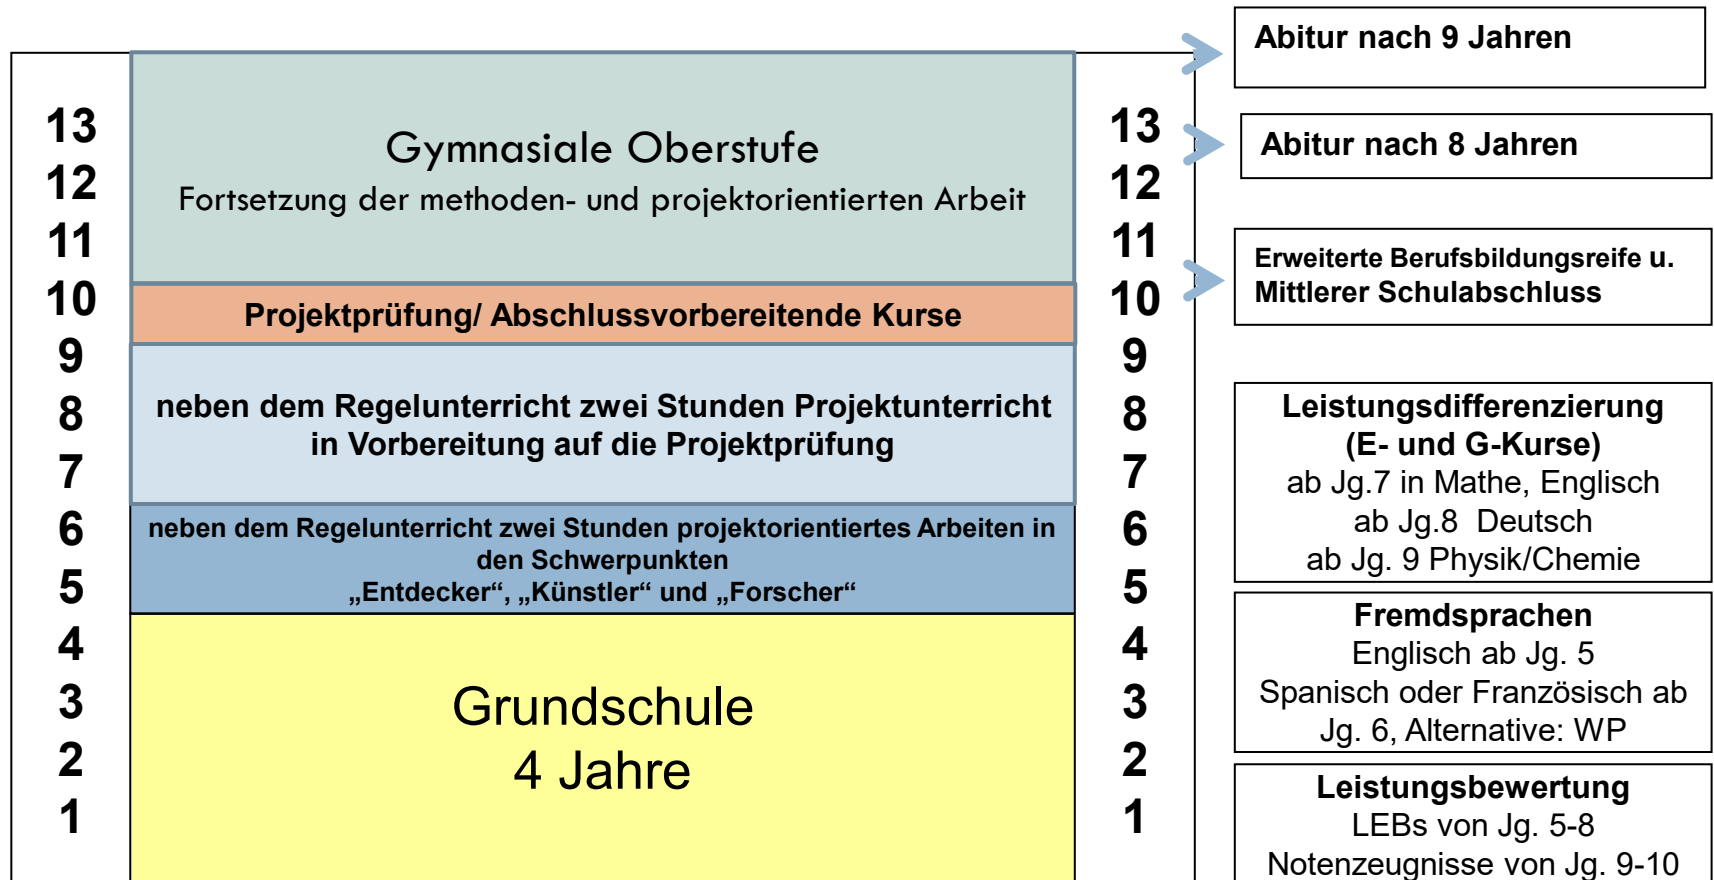 Abitur nach 9 Jahren
13
12
11
10
9
8
7
6
5
4
3
2
1
Gymnasiale Oberstufe
Fortsetzung der methoden- und projektorientierten Arbeit
Projektprüfung/ Abschlussvorbereitende Kurse
neben dem Regelunterricht zwei Stunden Projektunterricht
in Vorbereitung auf die Projektprüfung
neben dem Regelunterricht zwei Stunden projektorientiertes Arbeiten in
den Schwerpunkten
„Entdecker“, „Künstler“ und „Forscher“
Grundschule
4 Jahre
13
12
11
10
9
8
7
6
5
4
3
2
1
Abitur nach 8 Jahren
Erweiterte Berufsbildungsreife u.
Mittlerer Schulabschluss
Leistungsdifferenzierung
(E- und G-Kurse)
ab Jg.7 in Mathe, Englisch
ab Jg.8 Deutsch
ab Jg. 9 Physik/Chemie
Fremdsprachen
Englisch ab Jg. 5
Spanisch oder Französisch ab
Jg. 6, Alternative: WP
Leistungsbewertung
LEBs von Jg. 5-8
Notenzeugnisse von Jg. 9-10